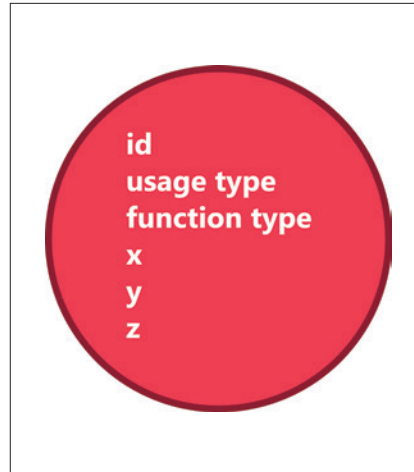 id
usage type
function type
x
y
z